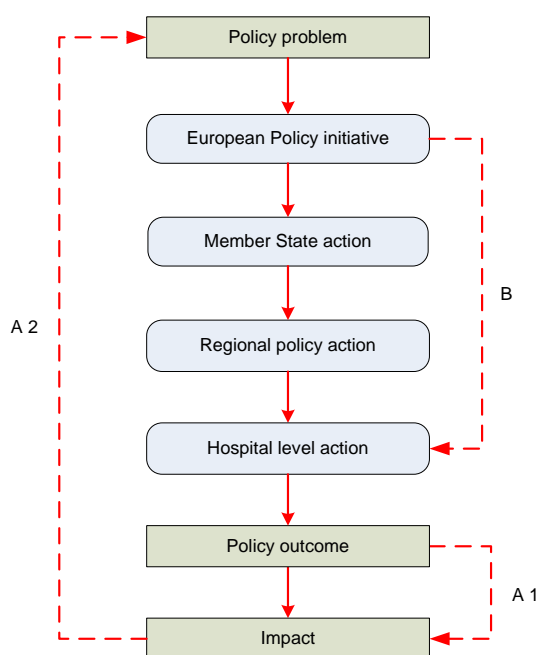 Policy problem
European Policy initiative
Member State action
B
A 2
Regional policy action
Hospital level action
Policy outcome
A 1
Impact